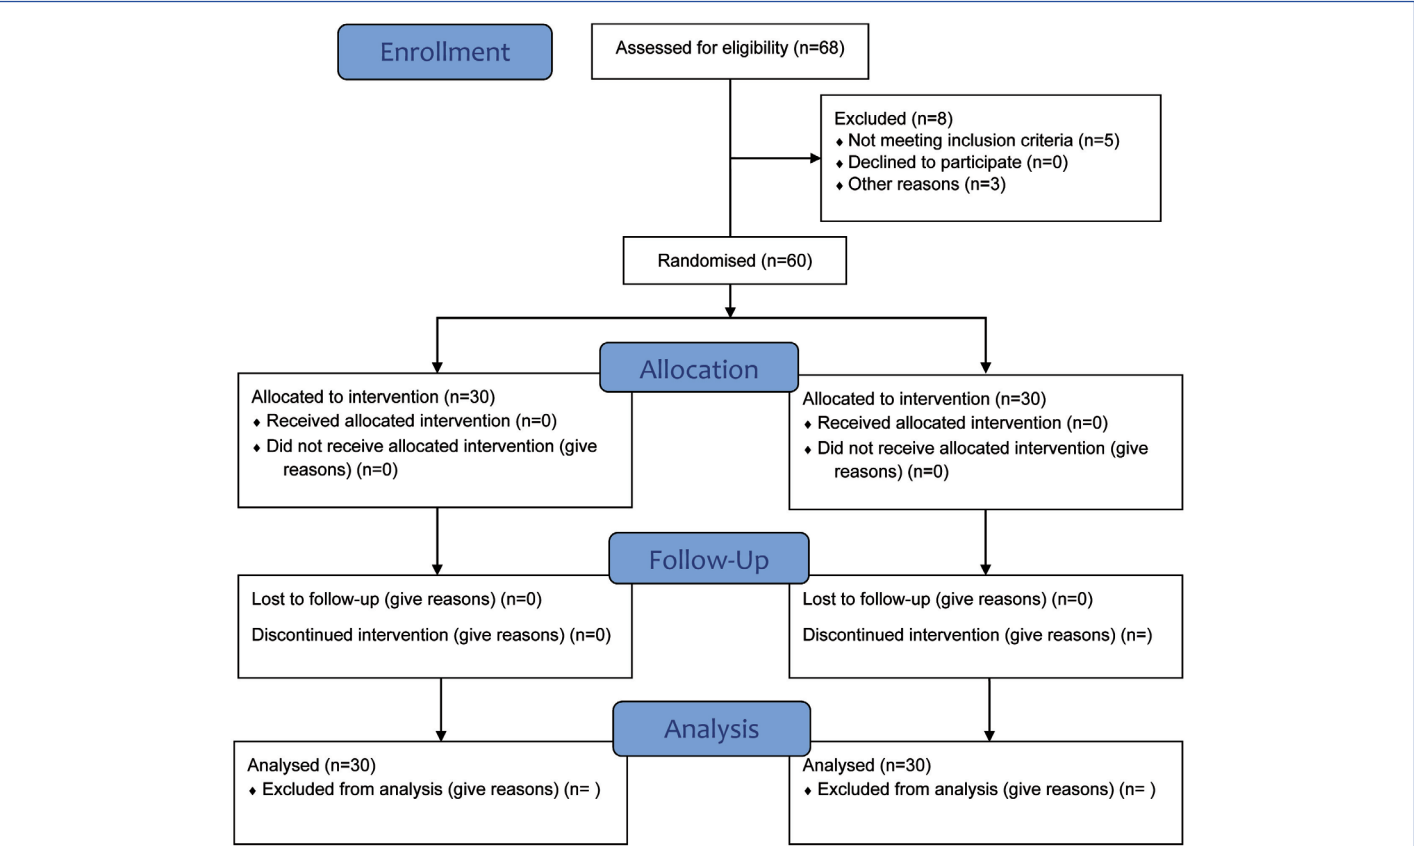 Enrollment
Assessed for eligibility (n=68)
Excluded (n=8)
♦ Not meeting inclusion criteria (n=5)
♦ Declined to participate (n=0)
♦ Other reasons (n=3)
Randomised (n=60)
Allocation
Allocated to intervention (n=30)
♦ Received allocated intervention (n=0)
♦ Did not receive allocated intervention (give
reasons) (n=0)
Allocated to intervention (n=30)
♦ Received allocated intervention (n=0)
♦ Did not receive allocated intervention (give
reasons) (n=0)
Follow-Up
Lost to follow-up (give reasons) (n=0)
Discontinued intervention (give reasons) (n=0)
Lost to follow-up (give reasons) (n=0)
Discontinued intervention (give reasons) (n=)
Analysis
Analysed (n=30)
♦ Excluded from analysis (give reasons) (n= )
Analysed (n=30)
♦ Excluded from analysis (give reasons) (n= )